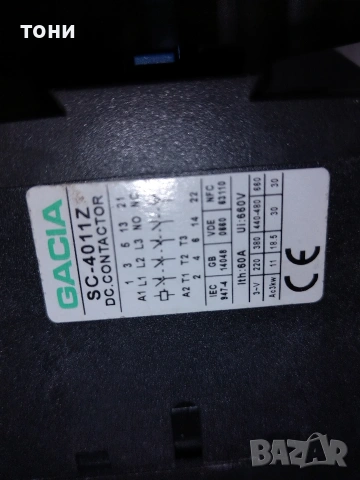 ТОНИ
GACIA
SC-4011Z
DC.CONTACTOR
1 3 5 13 21
A1 L1 L2 L3 NO NC
A2 T1 T2 T3
2 4 6 14 22
IEC GB VDE NFC
947-4 14048 0660 63110
Ith:60A Ui:660V
3~V 220 380 440-480 660
Ac3kw 11 18.5 30 30
CE
BAZAR